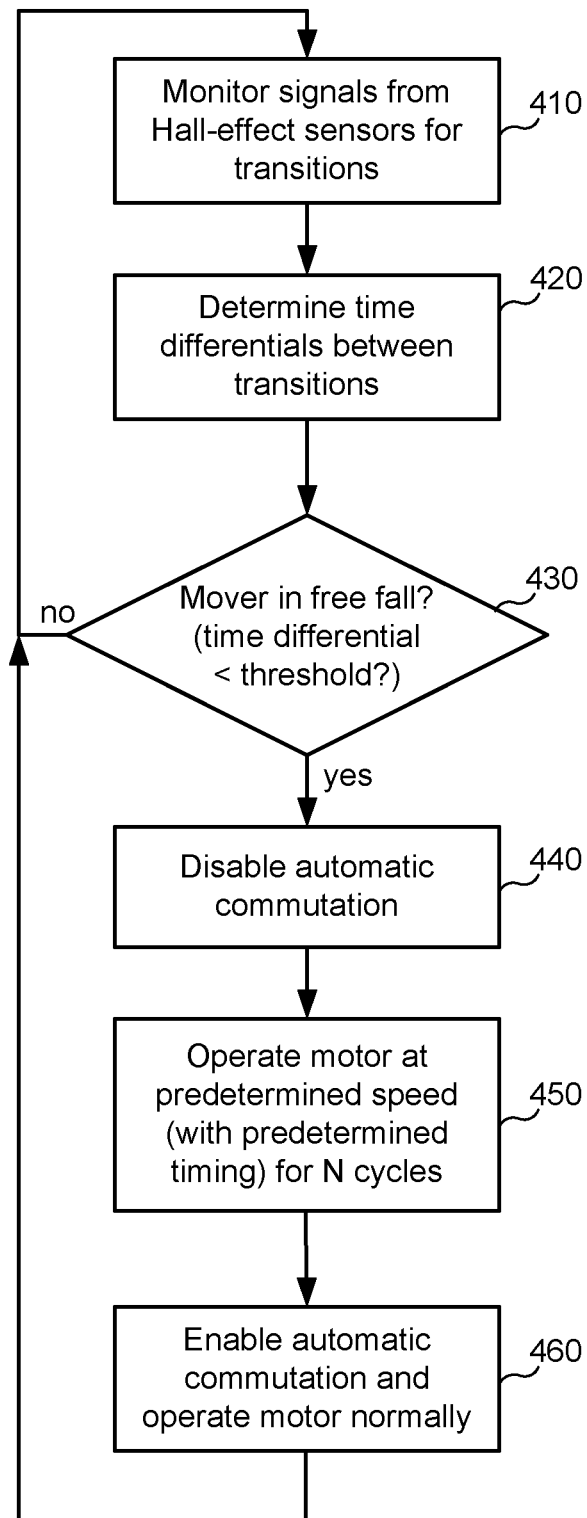 Monitor signals from
Hall-effect sensors for
transitions
410
Determine time
differentials between
transitions
420
Mover in free fall?
(time differential
< threshold?)
430
no
yes
Disable automatic
commutation
440
Operate motor at
predetermined speed
(with predetermined
timing) for N cycles
450
Enable automatic
commutation and
operate motor normally
460